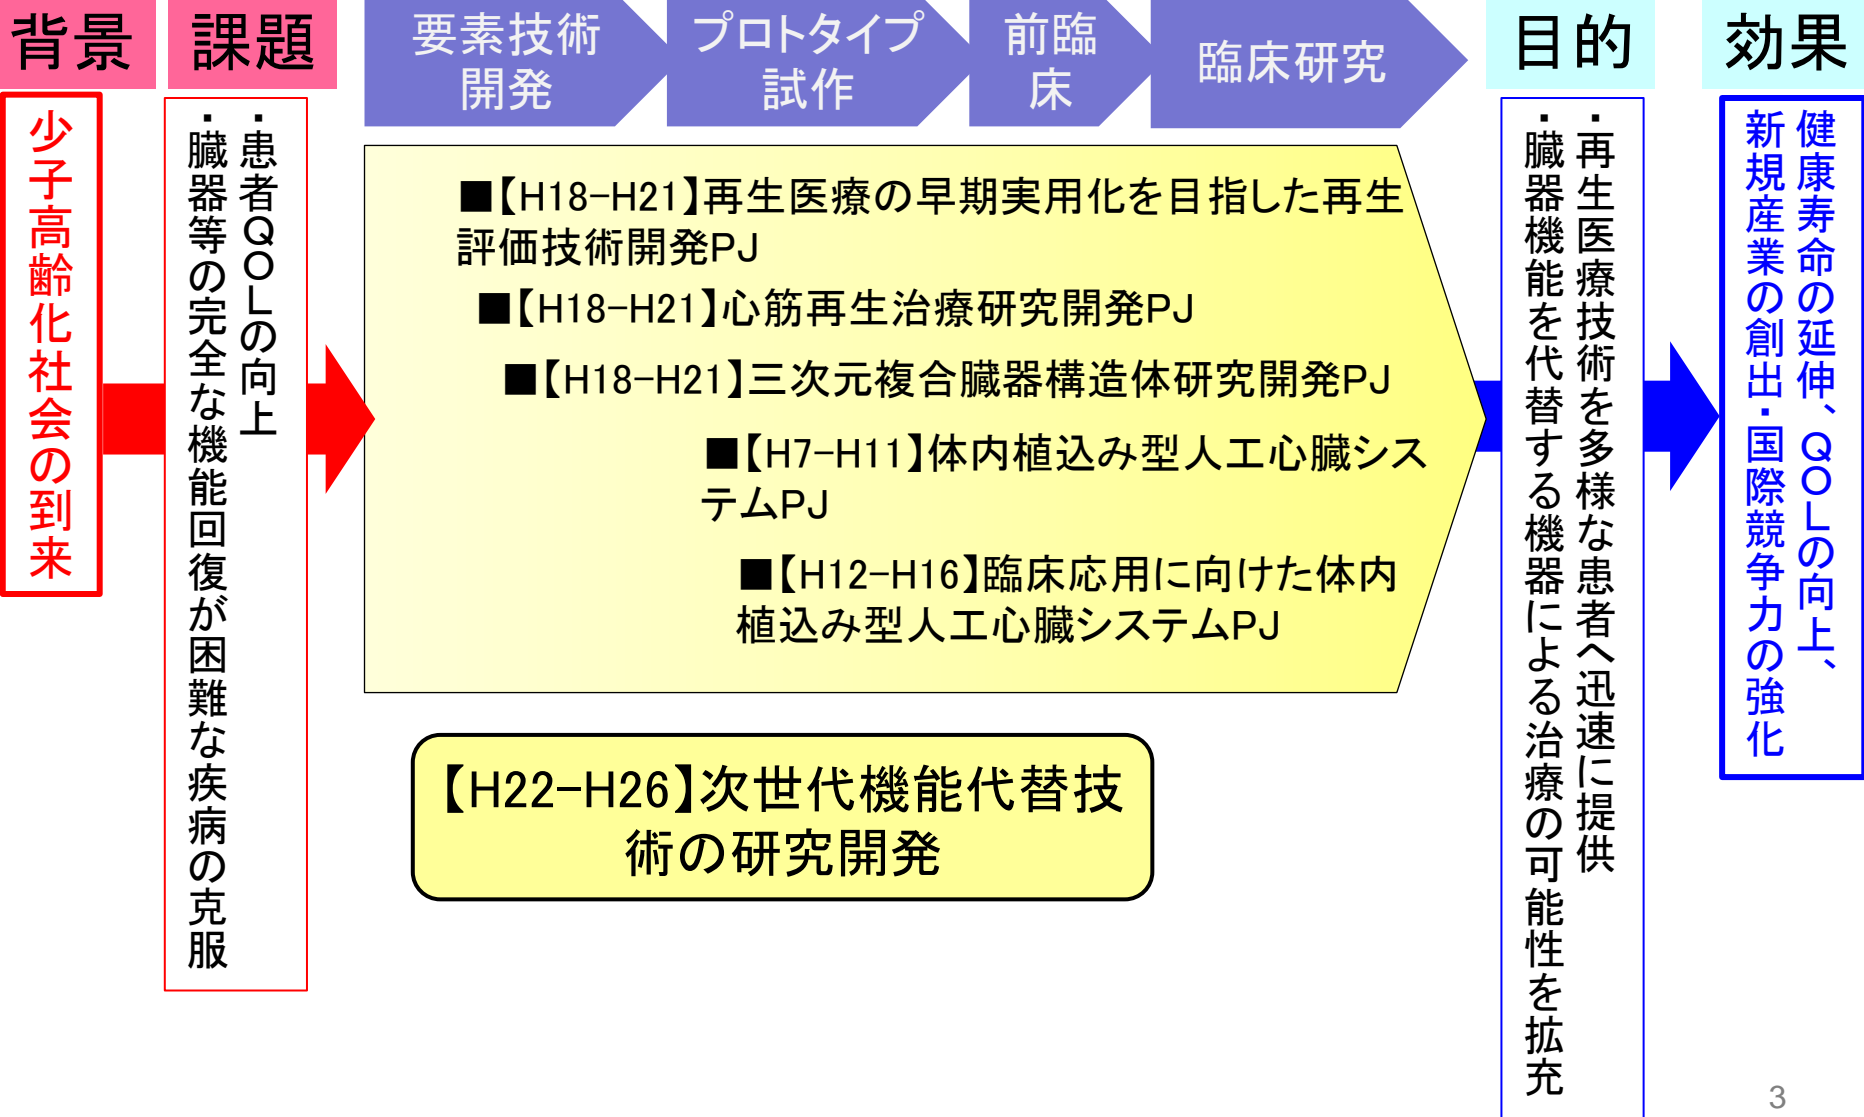 背景
課題
要素技術
開発
プロトタイプ
試作
前臨
床
臨床研究
目的
効果
少子高齢化社会の到来
・患者QOLの向上
・臓器等の完全な機能回復が困難な疾病の克服
■【H18-H21】再生医療の早期実用化を目指した再生
評価技術開発PJ
■【H18-H21】心筋再生治療研究開発PJ
■【H18-H21】三次元複合臓器構造体研究開発PJ
■【H7-H11】体内植込み型人工心臓シス
テムPJ
■【H12-H16】臨床応用に向けた体内
植込み型人工心臓システムPJ
【H22-H26】次世代機能代替技
術の研究開発
・再生医療技術を多様な患者へ迅速に提供
・臓器機能を代替する機器による治療の可能性を拡充
健康寿命の延伸、QOLの向上、
新規産業の創出・国際競争力の強化
3